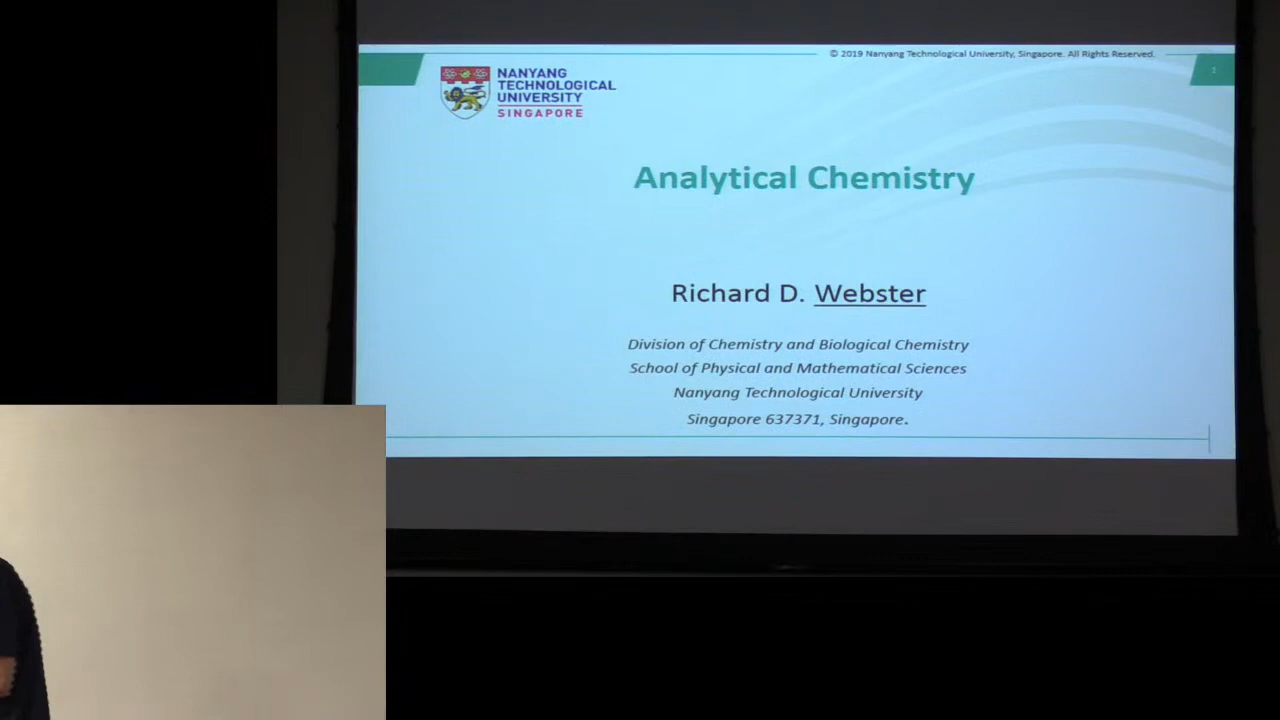 © 2019 Nanyang Technological University, Singapore. All Rights Reserved.
1
NANYANG
TECHNOLOGICAL
UNIVERSITY
SINGAPORE
Analytical Chemistry
Richard D. Webster
Division of Chemistry and Biological Chemistry
School of Physical and Mathematical Sciences
Nanyang Technological University
Singapore 637371, Singapore.